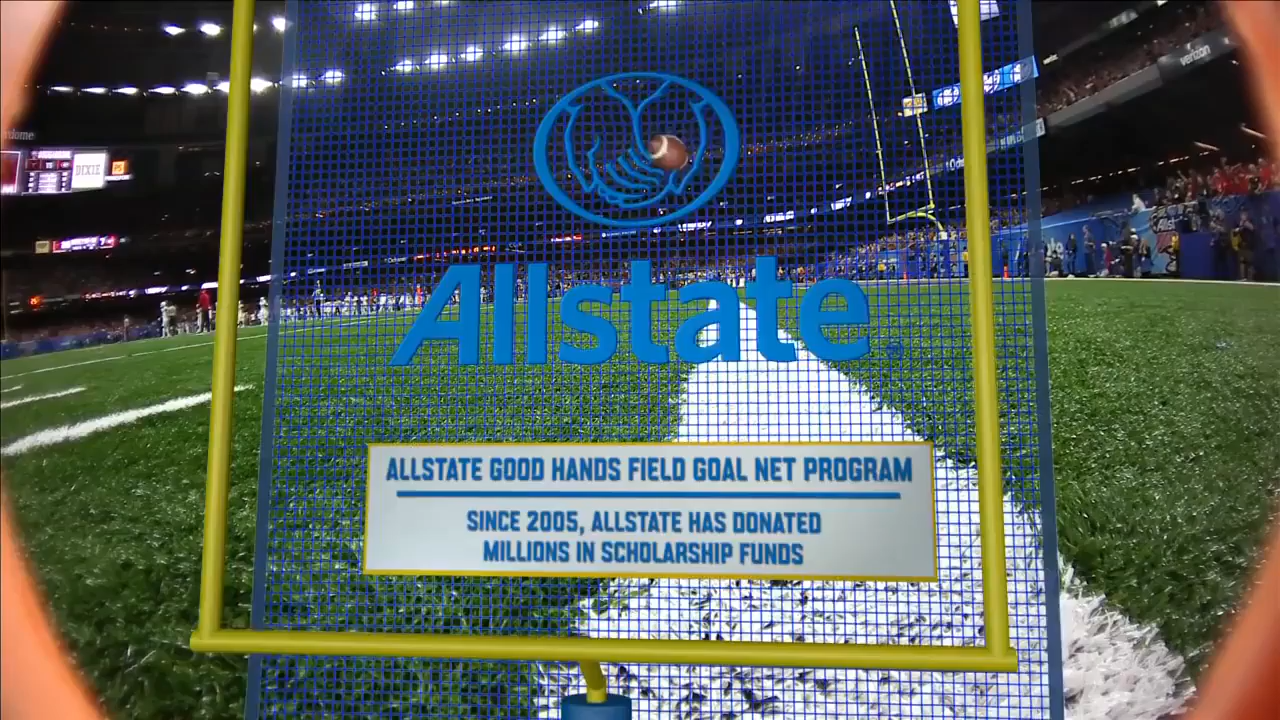 verizon
DIXIE
Allstate
ALLSTATE GOOD HANDS FIELD GOAL NET PROGRAM
SINCE 2005, ALLSTATE HAS DONATED
MILLIONS IN SCHOLARSHIP FUNDS